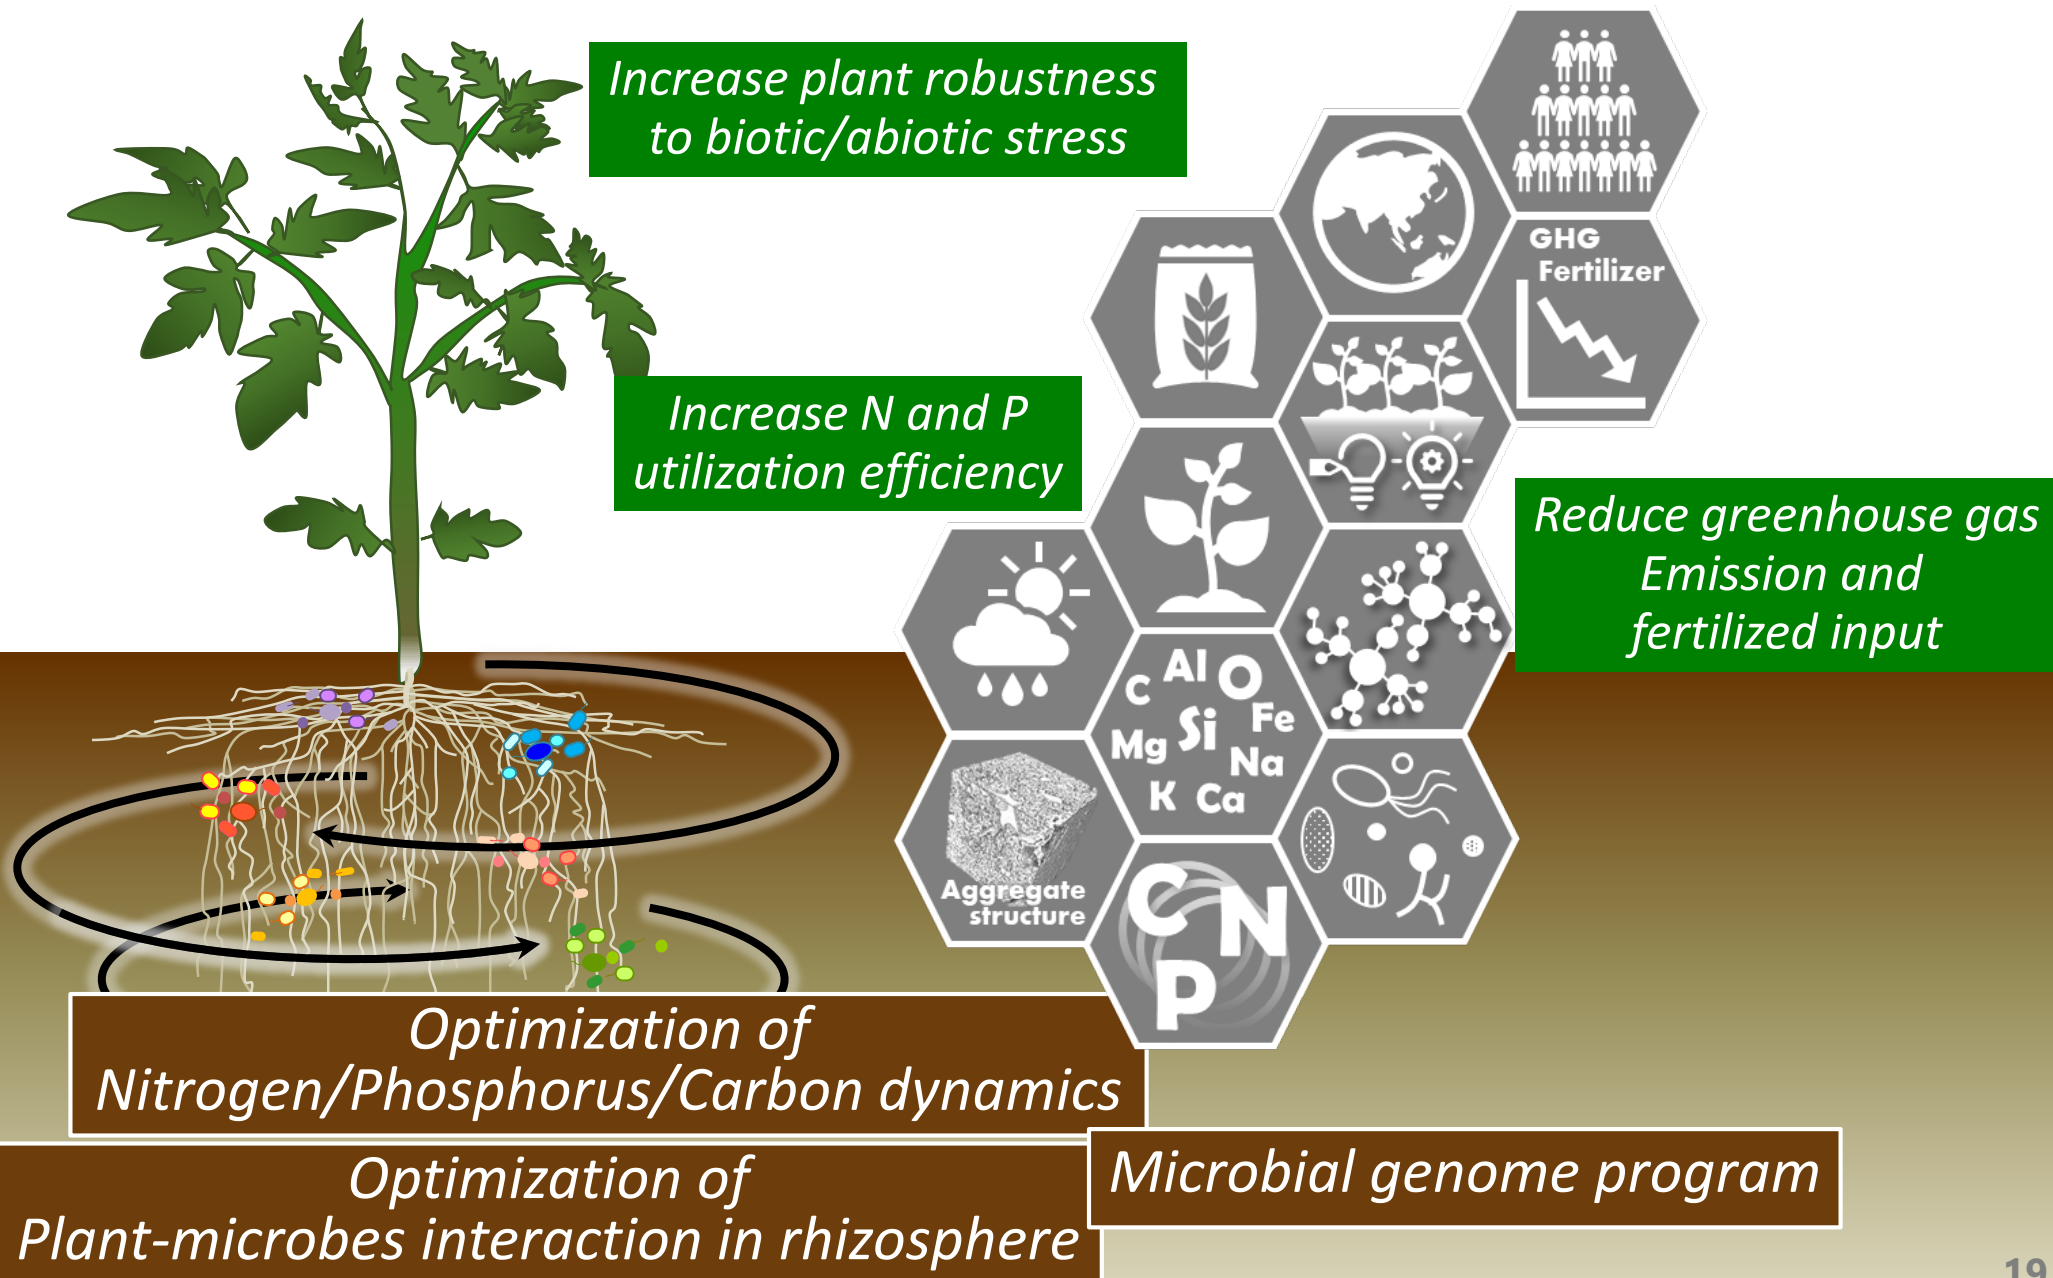 Increase plant robustness
to biotic/abiotic stress
GHG
Fertilizer
Increase N and P
utilization efficiency
Reduce greenhouse gas
Emission and
fertilized input
C Al O
Mg Si Fe
Na
K Ca
Aggregate
structure
C N
P
Optimization of
Nitrogen/Phosphorus/Carbon dynamics
Optimization of
Plant-microbes interaction in rhizosphere
Microbial genome program
19